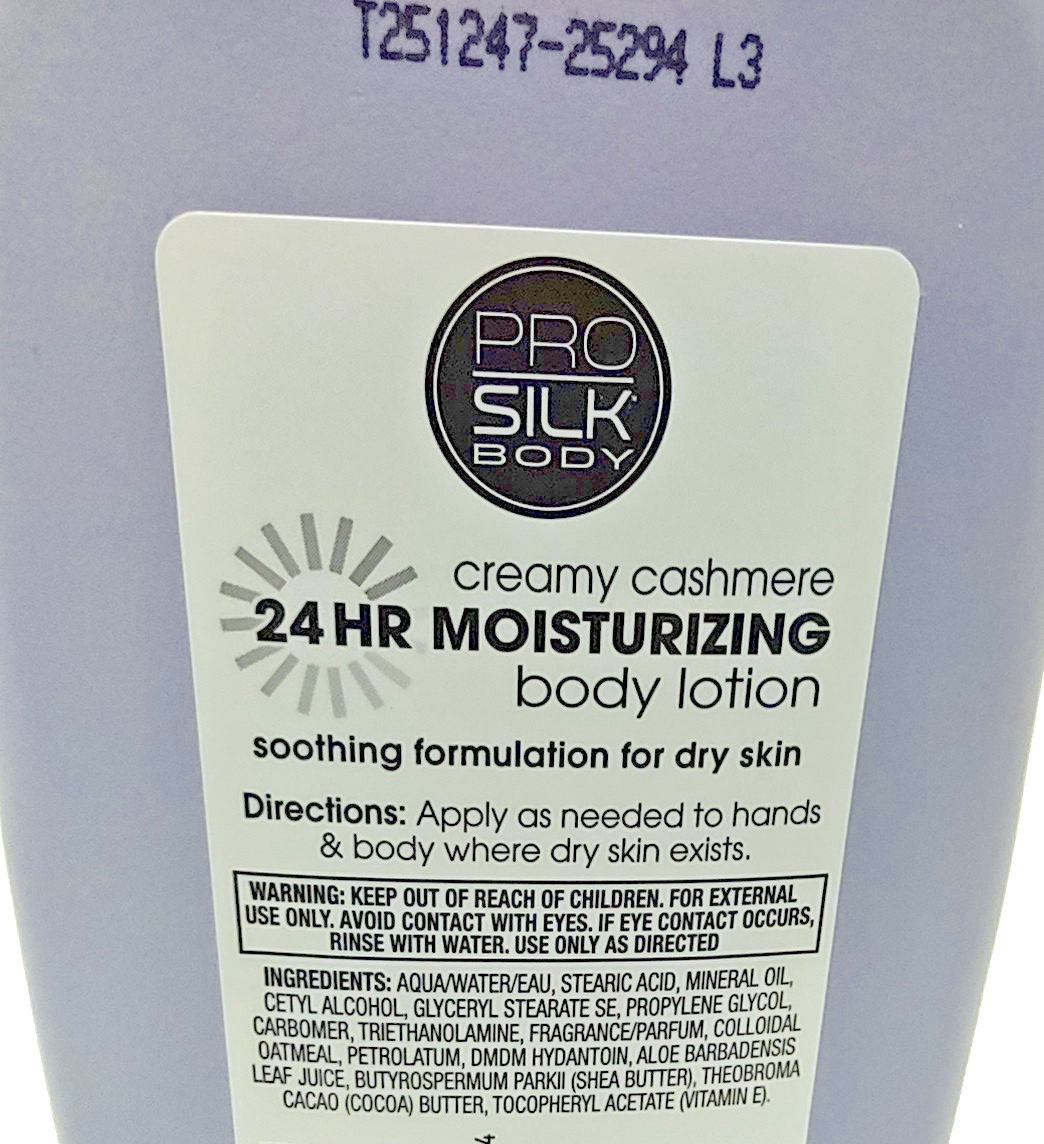 T251247-25294 L3
PRO
SILK
BODY
creamy cashmere
24 HR MOISTURIZING
body lotion
soothing formulation for dry skin
Directions: Apply as needed to hands
& body where dry skin exists.
WARNING: KEEP OUT OF REACH OF CHILDREN. FOR EXTERNAL
USE ONLY. AVOID CONTACT WITH EYES. IF EYE CONTACT OCCURS,
RINSE WITH WATER. USE ONLY AS DIRECTED
INGREDIENTS: AQUA/WATER/EAU, STEARIC ACID, MINERAL OIL,
CETYL ALCOHOL, GLYCERYL STEARATE SE, PROPYLENE GLYCOL,
CARBOMER, TRIETHANOLAMINE, FRAGRANCE/PARFUM, COLLOIDAL
OATMEAL, PETROLATUM, DMDM HYDANTOIN, ALOE BARBADENSIS
LEAF JUICE, BUTYROSPERMUM PARKII (SHEA BUTTER), THEOBROMA
CACAO (COCOA) BUTTER, TOCOPHERYL ACETATE (VITAMIN E).